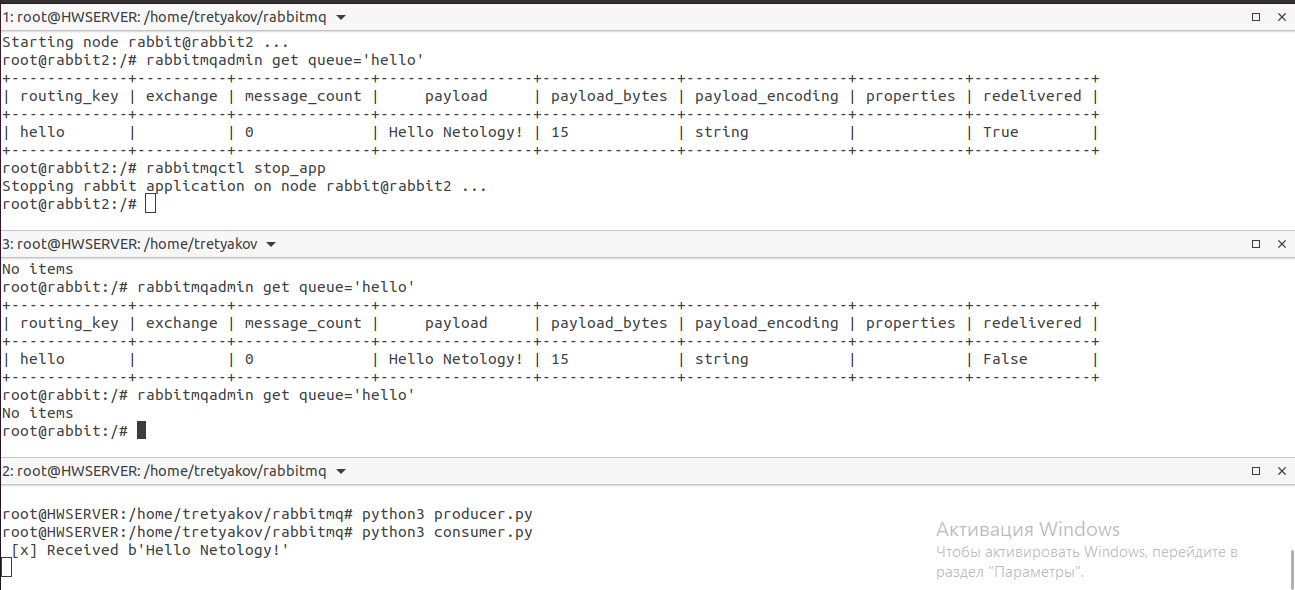 1: root@HWSERVER: /home/tretyakov/rabbitmq
Starting node rabbit@rabbit2 ...
root@rabbit2:/# rabbitmqadmin get queue='hello'
+-------------+----------+---------------+-----------------+---------------+------------------+------------+-------------+
| routing_key | exchange | message_count |     payload     | payload_bytes | payload_encoding | properties | redelivered |
+-------------+----------+---------------+-----------------+---------------+------------------+------------+-------------+
| hello       |          | 0             | Hello Netology! | 15            | string           |            | True        |
+-------------+----------+---------------+-----------------+---------------+------------------+------------+-------------+
root@rabbit2:/# rabbitmqctl stop_app
Stopping rabbit application on node rabbit@rabbit2 ...
root@rabbit2:/#
3: root@HWSERVER: /home/tretyakov
No items
root@rabbit:/# rabbitmqadmin get queue='hello'
+-------------+----------+---------------+-----------------+---------------+------------------+------------+-------------+
| routing_key | exchange | message_count |     payload     | payload_bytes | payload_encoding | properties | redelivered |
+-------------+----------+---------------+-----------------+---------------+------------------+------------+-------------+
| hello       |          | 0             | Hello Netology! | 15            | string           |            | False       |
+-------------+----------+---------------+-----------------+---------------+------------------+------------+-------------+
root@rabbit:/# rabbitmqadmin get queue='hello'
No items
root@rabbit:/#
2: root@HWSERVER: /home/tretyakov/rabbitmq
root@HWSERVER:/home/tretyakov/rabbitmq# python3 producer.py
root@HWSERVER:/home/tretyakov/rabbitmq# python3 consumer.py
 [x] Received b'Hello Netology!'
Активация Windows
Чтобы активировать Windows, перейдите в
раздел "Параметры".